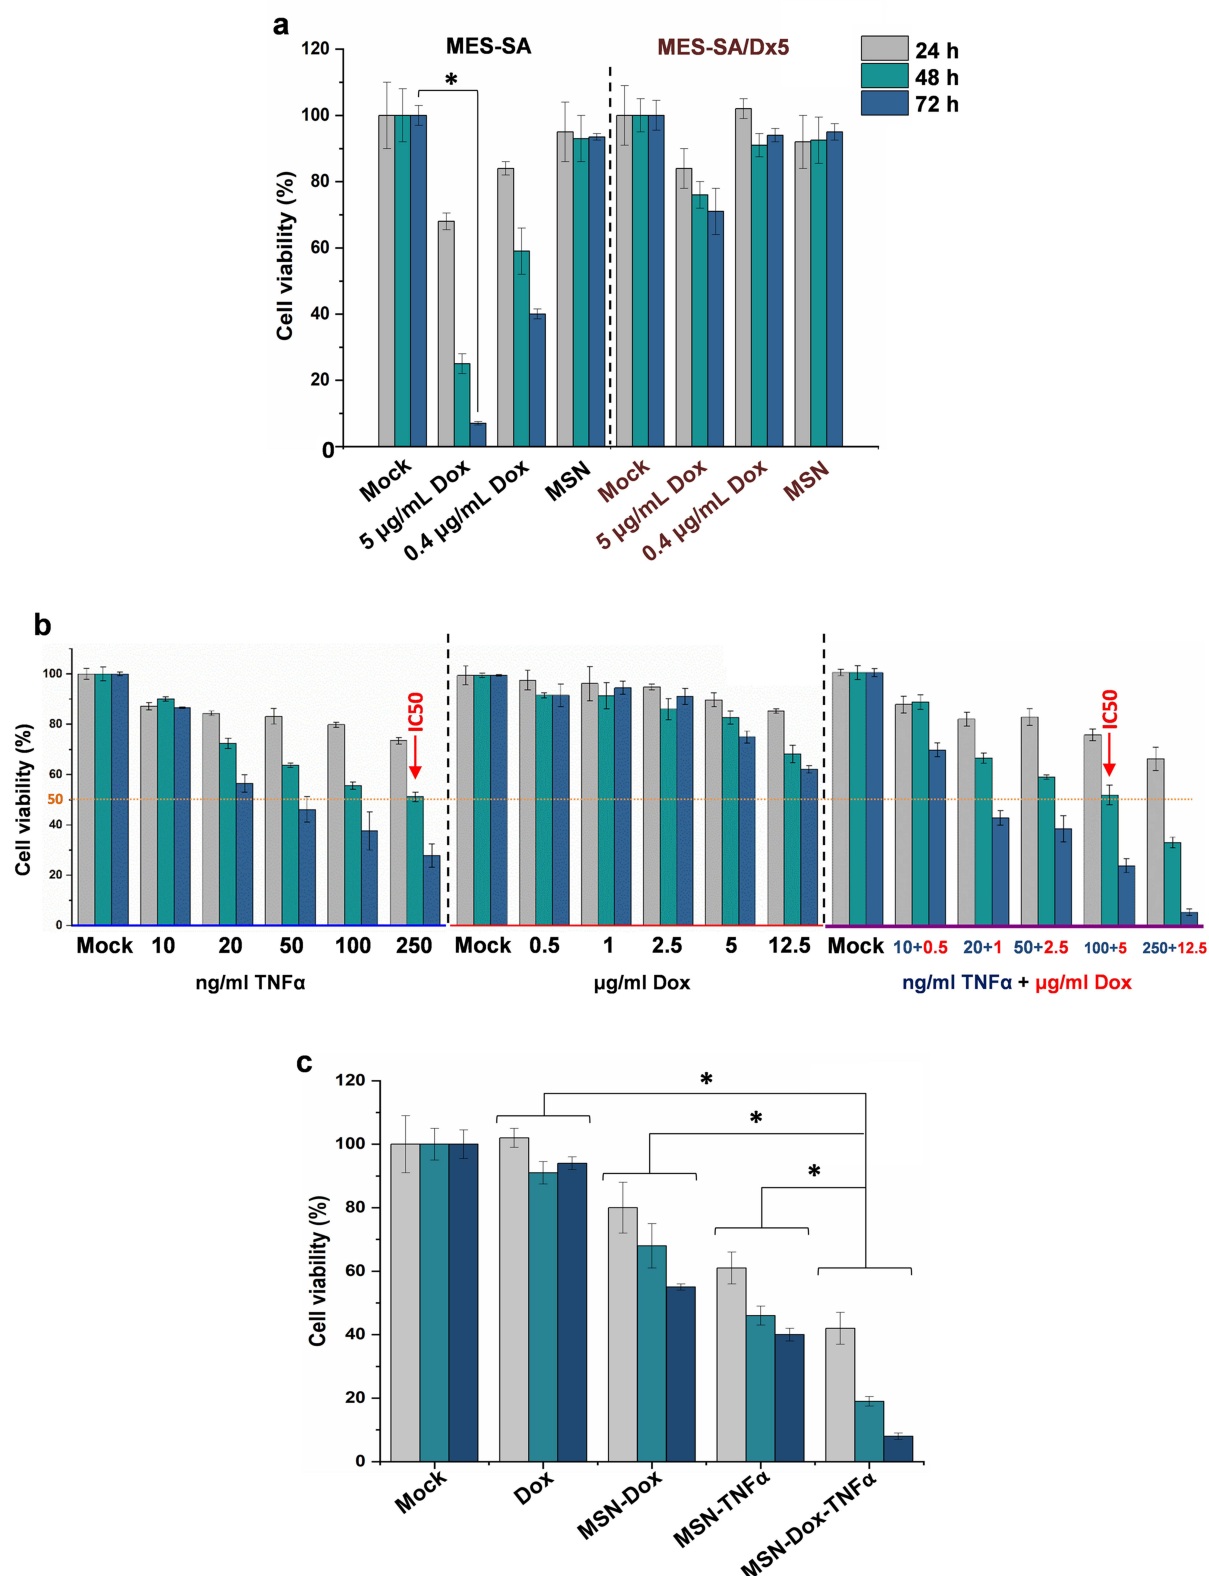 a
MES-SA
MES-SA/Dx5
24 h
48 h
72 h
*
Cell viability (%)
120
100
80
60
40
20
0
Mock
5 µg/mL Dox
0.4 µg/mL Dox
MSN
Mock
5 µg/mL Dox
0.4 µg/mL Dox
MSN
b
Cell viability (%)
100
80
60
50
40
20
0
IC50
IC50
Mock 10 20 50 100 250
Mock 0.5 1 2.5 5 12.5
Mock 10+0.5 20+1 50+2.5 100+5 250+12.5
ng/ml TNFα
µg/ml Dox
ng/ml TNFα + µg/ml Dox
c
Cell viability (%)
120
100
80
60
40
20
0
*
*
*
Mock
Dox
MSN-Dox
MSN-TNFα
MSN-Dox-TNFα